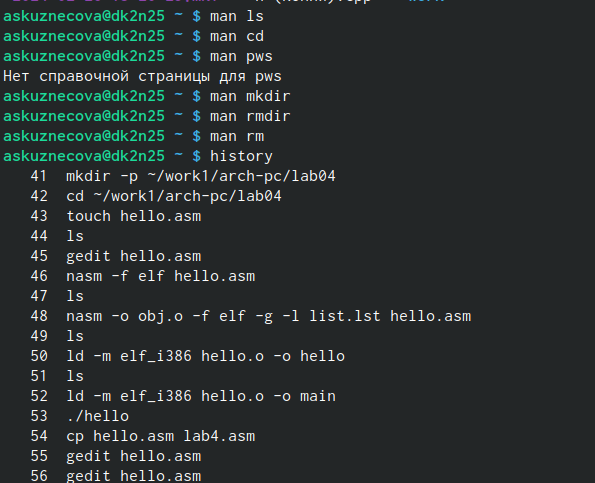 askuznecova@dk2n25 ~ $ man ls
askuznecova@dk2n25 ~ $ man cd
askuznecova@dk2n25 ~ $ man pws
Нет справочной страницы для pws
askuznecova@dk2n25 ~ $ man mkdir
askuznecova@dk2n25 ~ $ man rmdir
askuznecova@dk2n25 ~ $ man rm
askuznecova@dk2n25 ~ $ history
41 mkdir -p ~/work1/arch-pc/lab04
42 cd ~/work1/arch-pc/lab04
43 touch hello.asm
44 ls
45 gedit hello.asm
46 nasm -f elf hello.asm
47 ls
48 nasm -o obj.o -f elf -g -l list.lst hello.asm
49 ls
50 ld -m elf_i386 hello.o -o hello
51 ls
52 ld -m elf_i386 hello.o -o main
53 ./hello
54 cp hello.asm lab4.asm
55 gedit hello.asm
56 gedit hello.asm